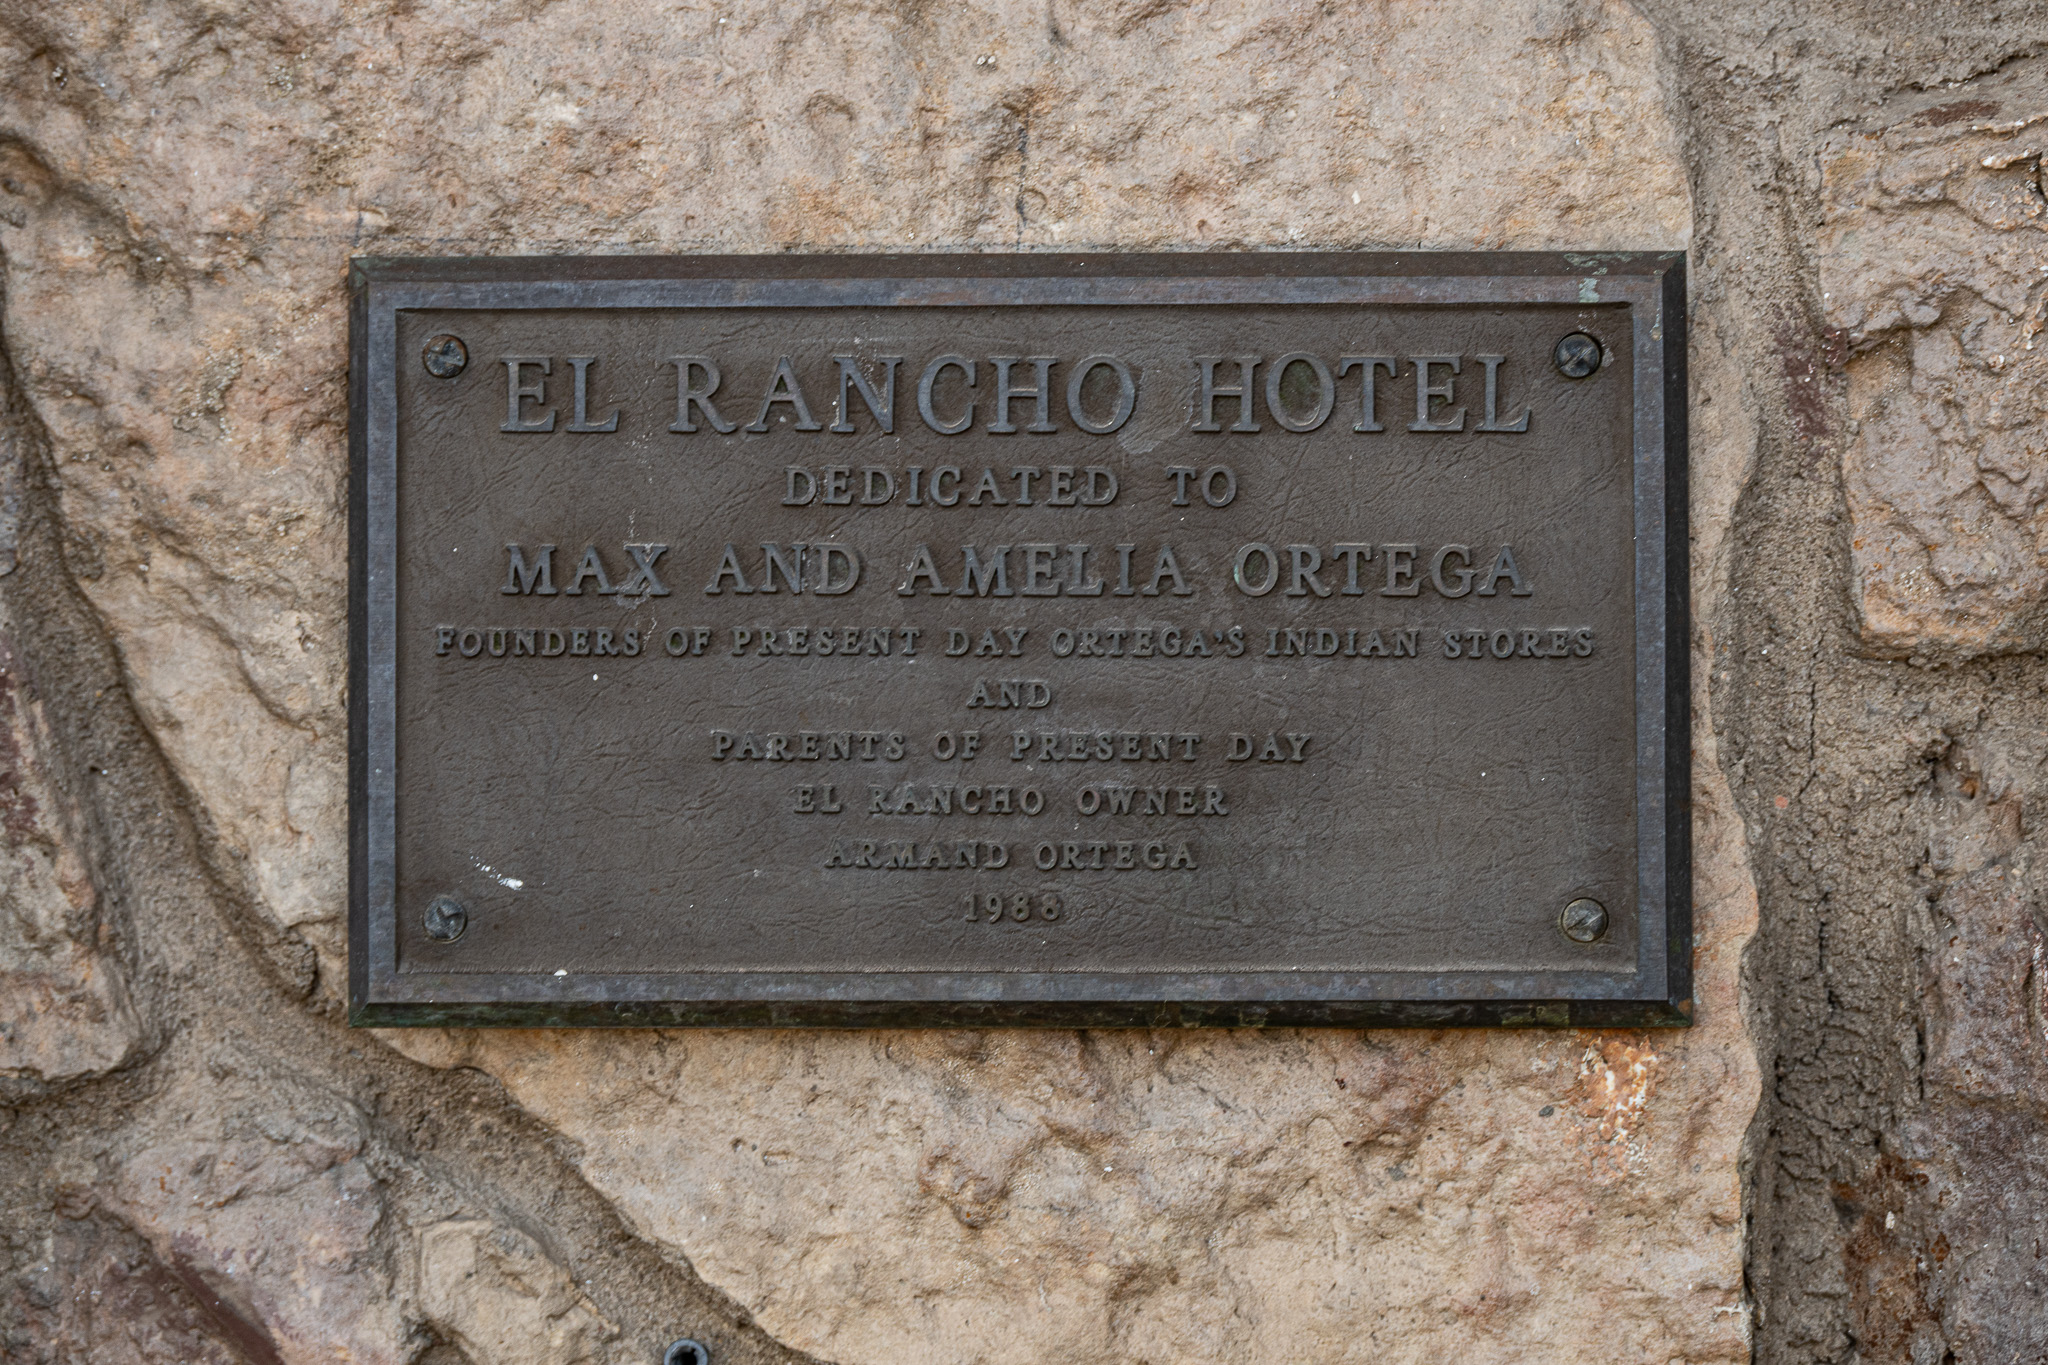 EL RANCHO HOTEL
DEDICATED TO
MAX AND AMELIA ORTEGA
FOUNDERS OF PRESENT DAY ORTEGA'S INDIAN STORES
AND
PARENTS OF PRESENT DAY
EL RANCHO OWNER
ARMAND ORTEGA
1988